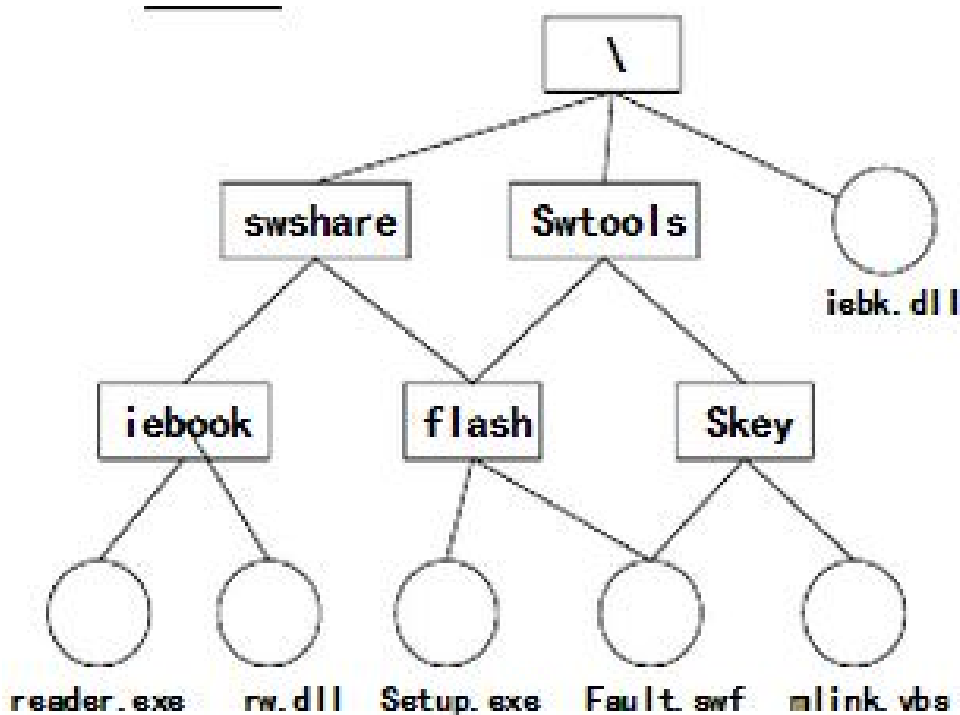 \
swshare
Swtools
iebk.dll
iebook
flash
Skey
reader.exe
rw.dll
Setup.exe
Fault.swf
mlink.vbs